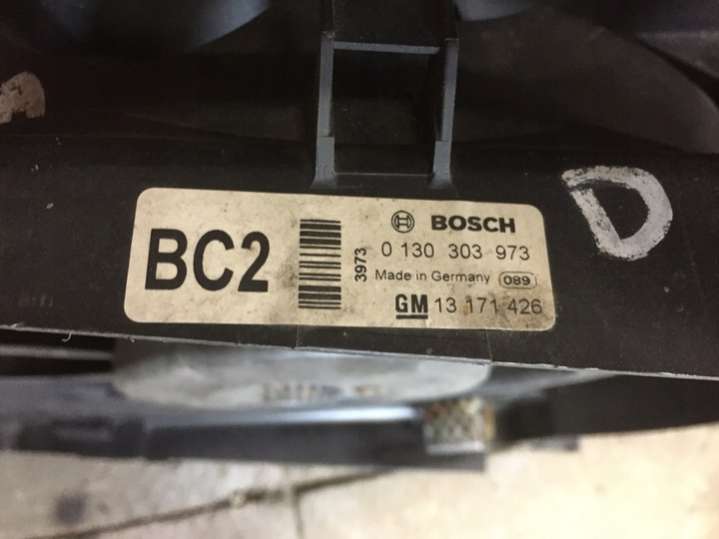 BC2
3973
BOSCH
0 130 303 973
Made in Germany 089
GM 13 171 426
D